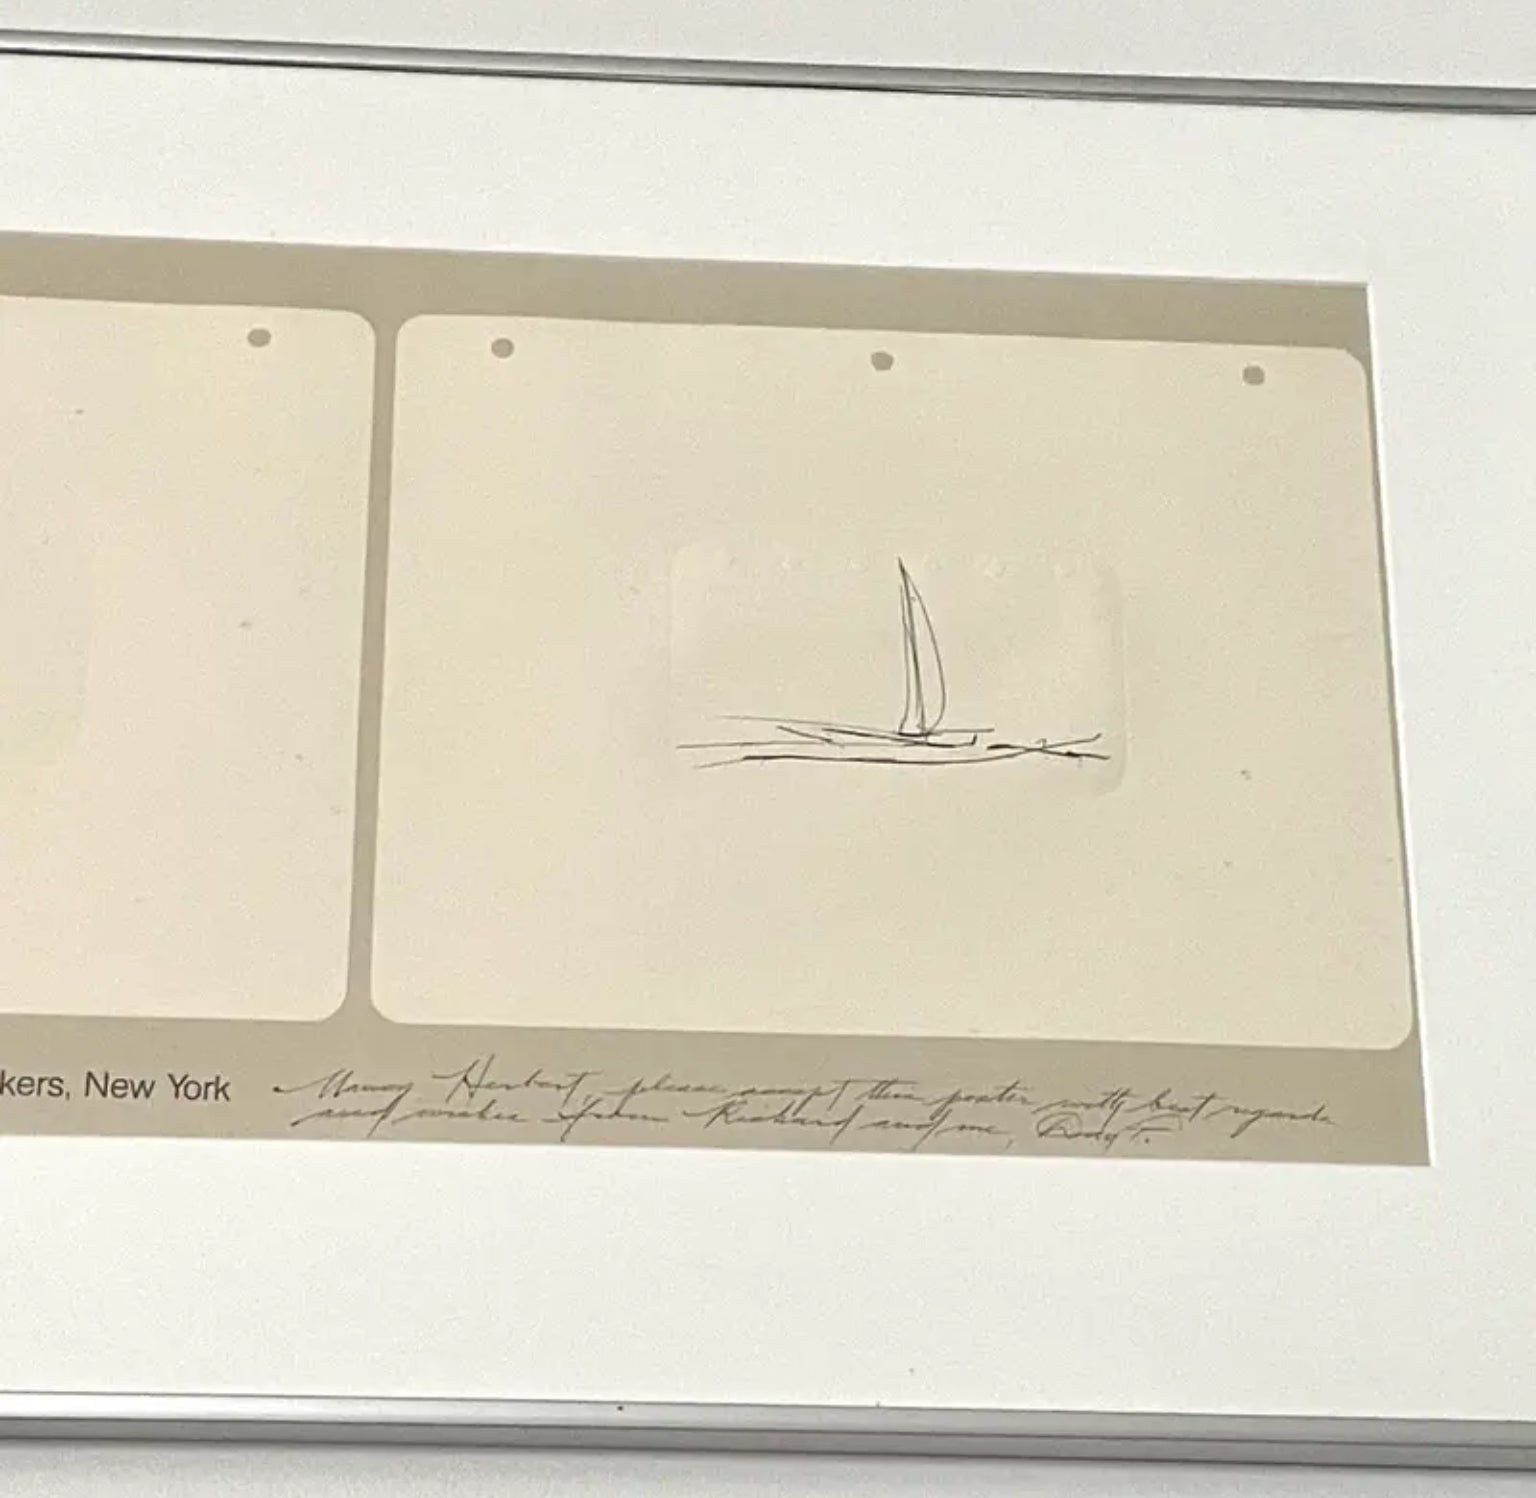 kers, New York
Herbert, please accept this poster with best regards
and wishes from Richard and me,